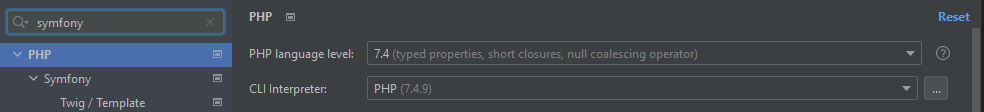 symfony
PHP
Symfony
Twig / Template
PHP
Reset
PHP language level:
7.4 (typed properties, short closures, null coalescing operator)
CLI Interpreter:
PHP (7.4.9)
...